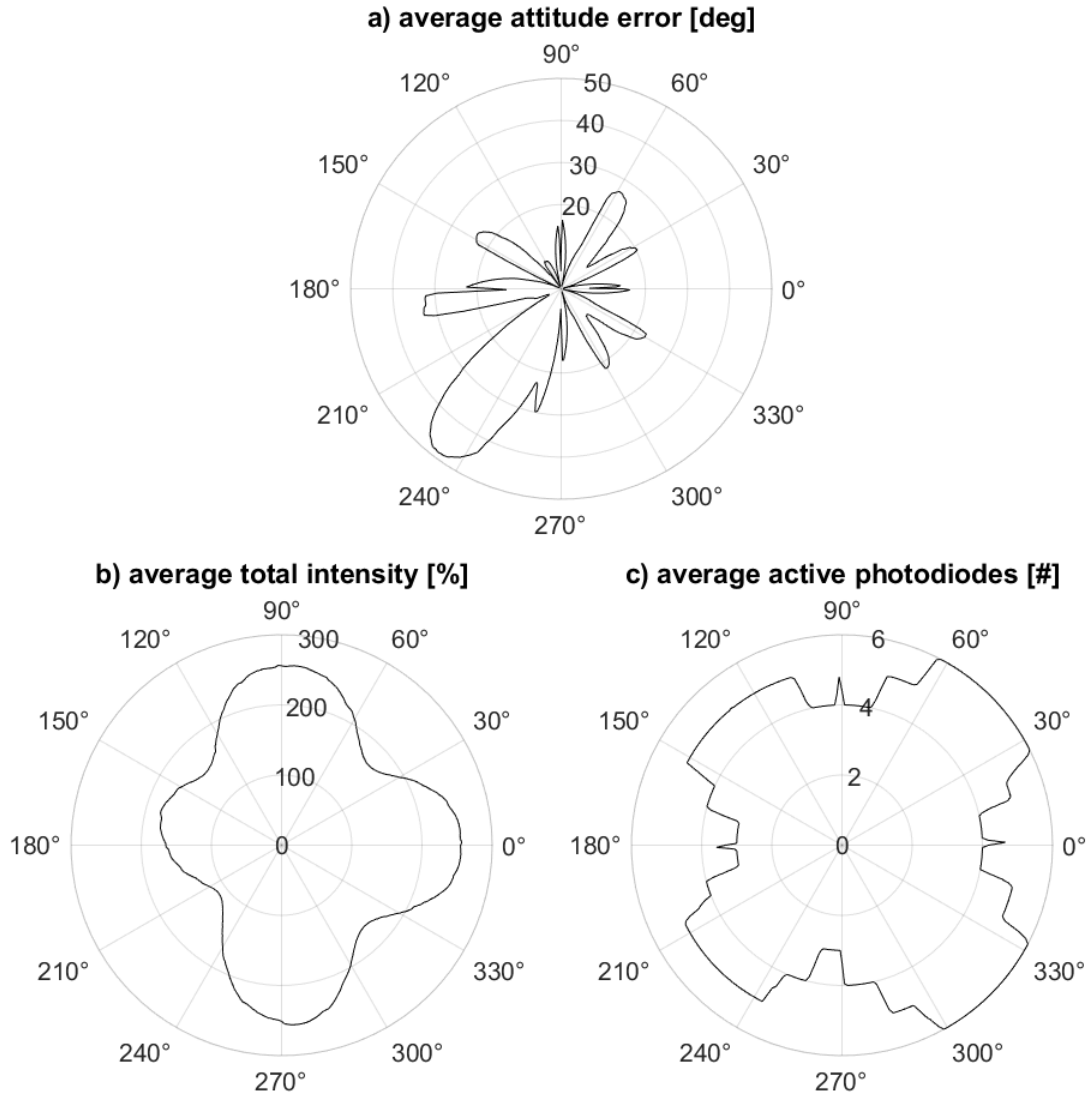 a) average attitude error [deg]
90°
120° 50 60°
40
150° 30 30°
20
180° 0°
210° 330°
240° 300°
270°
b) average total intensity [%]
90°
120° 300 60°
150° 200 30°
100
180° 0 0°
210° 330°
240° 300°
270°
c) average active photodiodes [#]
90°
120° 6 60°
150° 4 30°
2
180° 0 0°
210° 330°
240° 300°
270°